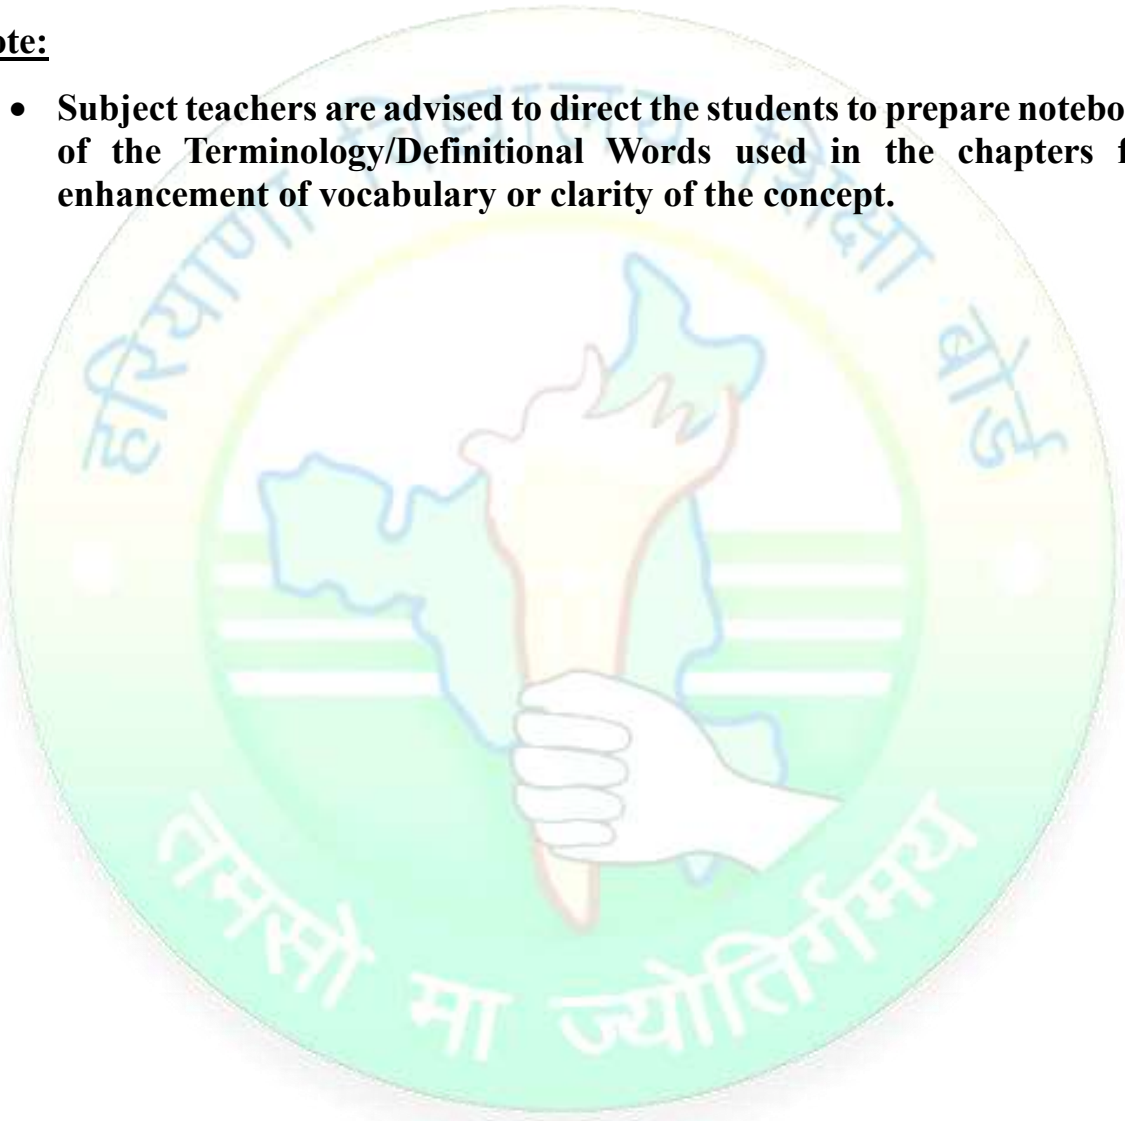 ote:
• Subject teachers are advised to direct the students to prepare notebo
of the Terminology/Definitional Words used in the chapters f
enhancement of vocabulary or clarity of the concept.
हरियाणा विद्यालय शिक्षा बोर्ड
तमसो मा ज्योतिर्गमय